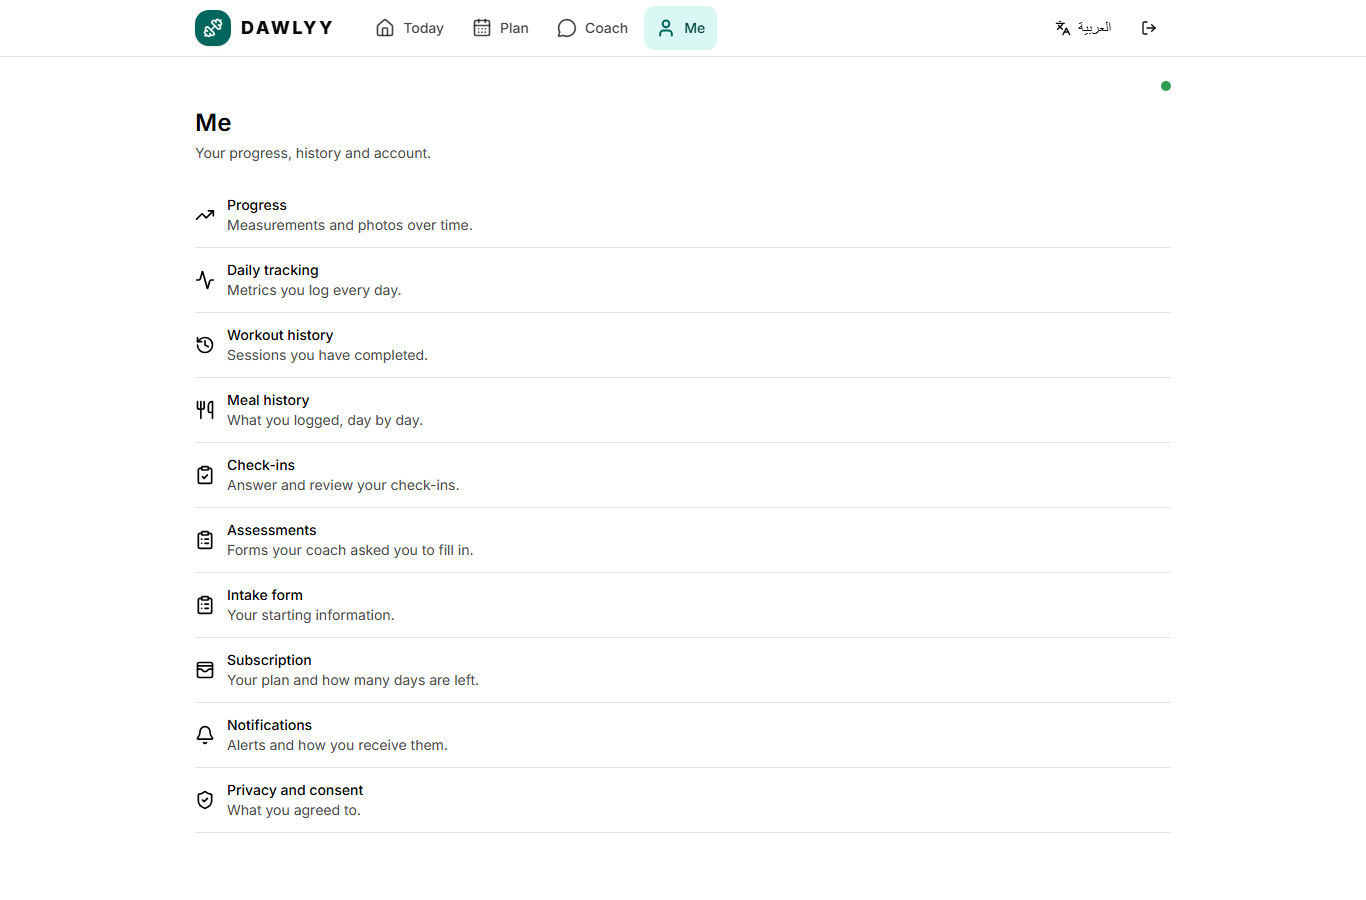 DAWLYY
Today
Plan
Coach
Me
العربية
Me
Your progress, history and account.
Progress
Measurements and photos over time.
Daily tracking
Metrics you log every day.
Workout history
Sessions you have completed.
Meal history
What you logged, day by day.
Check-ins
Answer and review your check-ins.
Assessments
Forms your coach asked you to fill in.
Intake form
Your starting information.
Subscription
Your plan and how many days are left.
Notifications
Alerts and how you receive them.
Privacy and consent
What you agreed to.